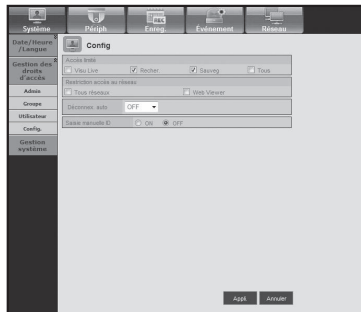 Système Périph Enreg. Événement Réseau
Date/Heure
/Langue
Config
Gestion des
droits
d'accès
Accès limité
Visu Live Recher. Sauveg Tous
Restriction accès au réseau
Tous réseaux Web Viewer
Admin
Déconnex. auto OFF
Groupe
Saisie manuelle ID ON OFF
Utilisateur
Config.
Gestion
système
Appli. Annuler